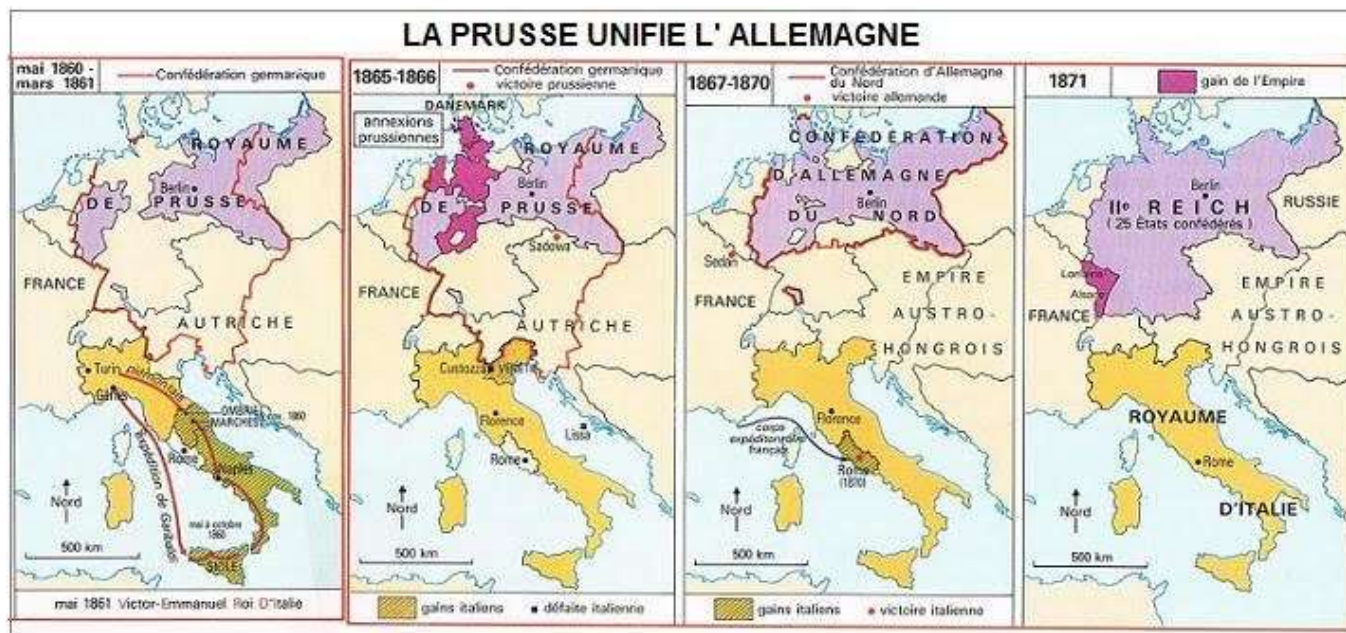 LA PRUSSE UNIFIE L' ALLEMAGNE
mai 1860 -
mars 1861
Confédération germanique
ROYAUME
Berlin
DE PRUSSE
FRANCE
AUTRICHE
Turin
Gênes
OMBRIE
MARCHES
Rome
Naples
Expédition de Garibaldi
mai à octobre
1860
SICILE
Nord
500 km
mai 1861 Victor-Emmanuel Roi D'Italie
1865-1866
Confédération germanique
victoire prussienne
DANEMARK
annexions
prussiennes
ROYAUME
Berlin
DE PRUSSE
Sadowa
FRANCE
AUTRICHE
Custozza
Florence
Lissa
Rome
Nord
500 km
gains italiens
défaite italienne
1867-1870
Confédération d'Allemagne
du Nord
victoire allemande
CONFÉDÉRATION
D'ALLEMAGNE
Berlin
DU NORD
Sedan
FRANCE
EMPIRE
AUSTRO-
HONGROIS
Florence
corps
expéditionnaire
français
Rome
(1870)
Nord
500 km
gains italiens
victoire italienne
1871
gain de l'Empire
Berlin
IIe REICH
(25 États confédérés)
RUSSIE
Lorraine
Alsace
FRANCE
EMPIRE
AUSTRO-
HONGROIS
ROYAUME
Rome
D'ITALIE
Nord
500 km